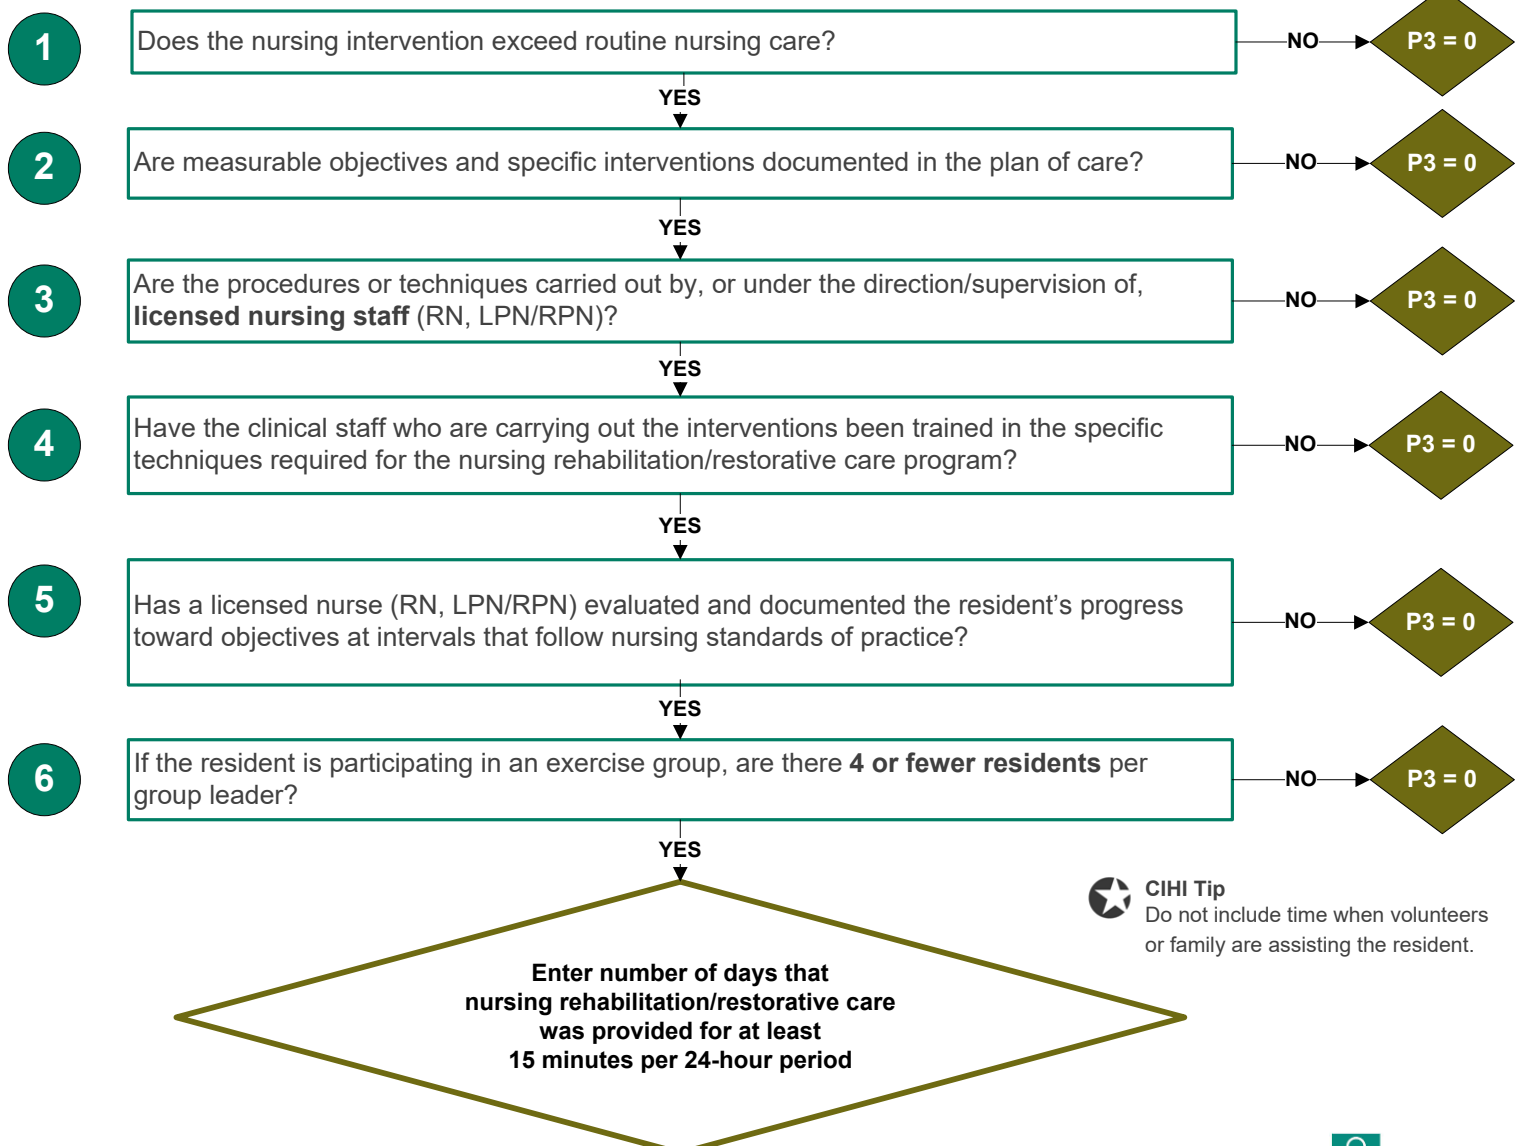 1
Does the nursing intervention exceed routine nursing care?
NO
P3 = 0
YES
2
Are measurable objectives and specific interventions documented in the plan of care?
NO
P3 = 0
YES
3
Are the procedures or techniques carried out by, or under the direction/supervision of,
licensed nursing staff (RN, LPN/RPN)?
NO
P3 = 0
YES
4
Have the clinical staff who are carrying out the interventions been trained in the specific
techniques required for the nursing rehabilitation/restorative care program?
NO
P3 = 0
YES
5
Has a licensed nurse (RN, LPN/RPN) evaluated and documented the resident’s progress
toward objectives at intervals that follow nursing standards of practice?
NO
P3 = 0
YES
6
If the resident is participating in an exercise group, are there 4 or fewer residents per
group leader?
NO
P3 = 0
YES
CIHI Tip
Do not include time when volunteers
or family are assisting the resident.
Enter number of days that
nursing rehabilitation/restorative care
was provided for at least
15 minutes per 24-hour period